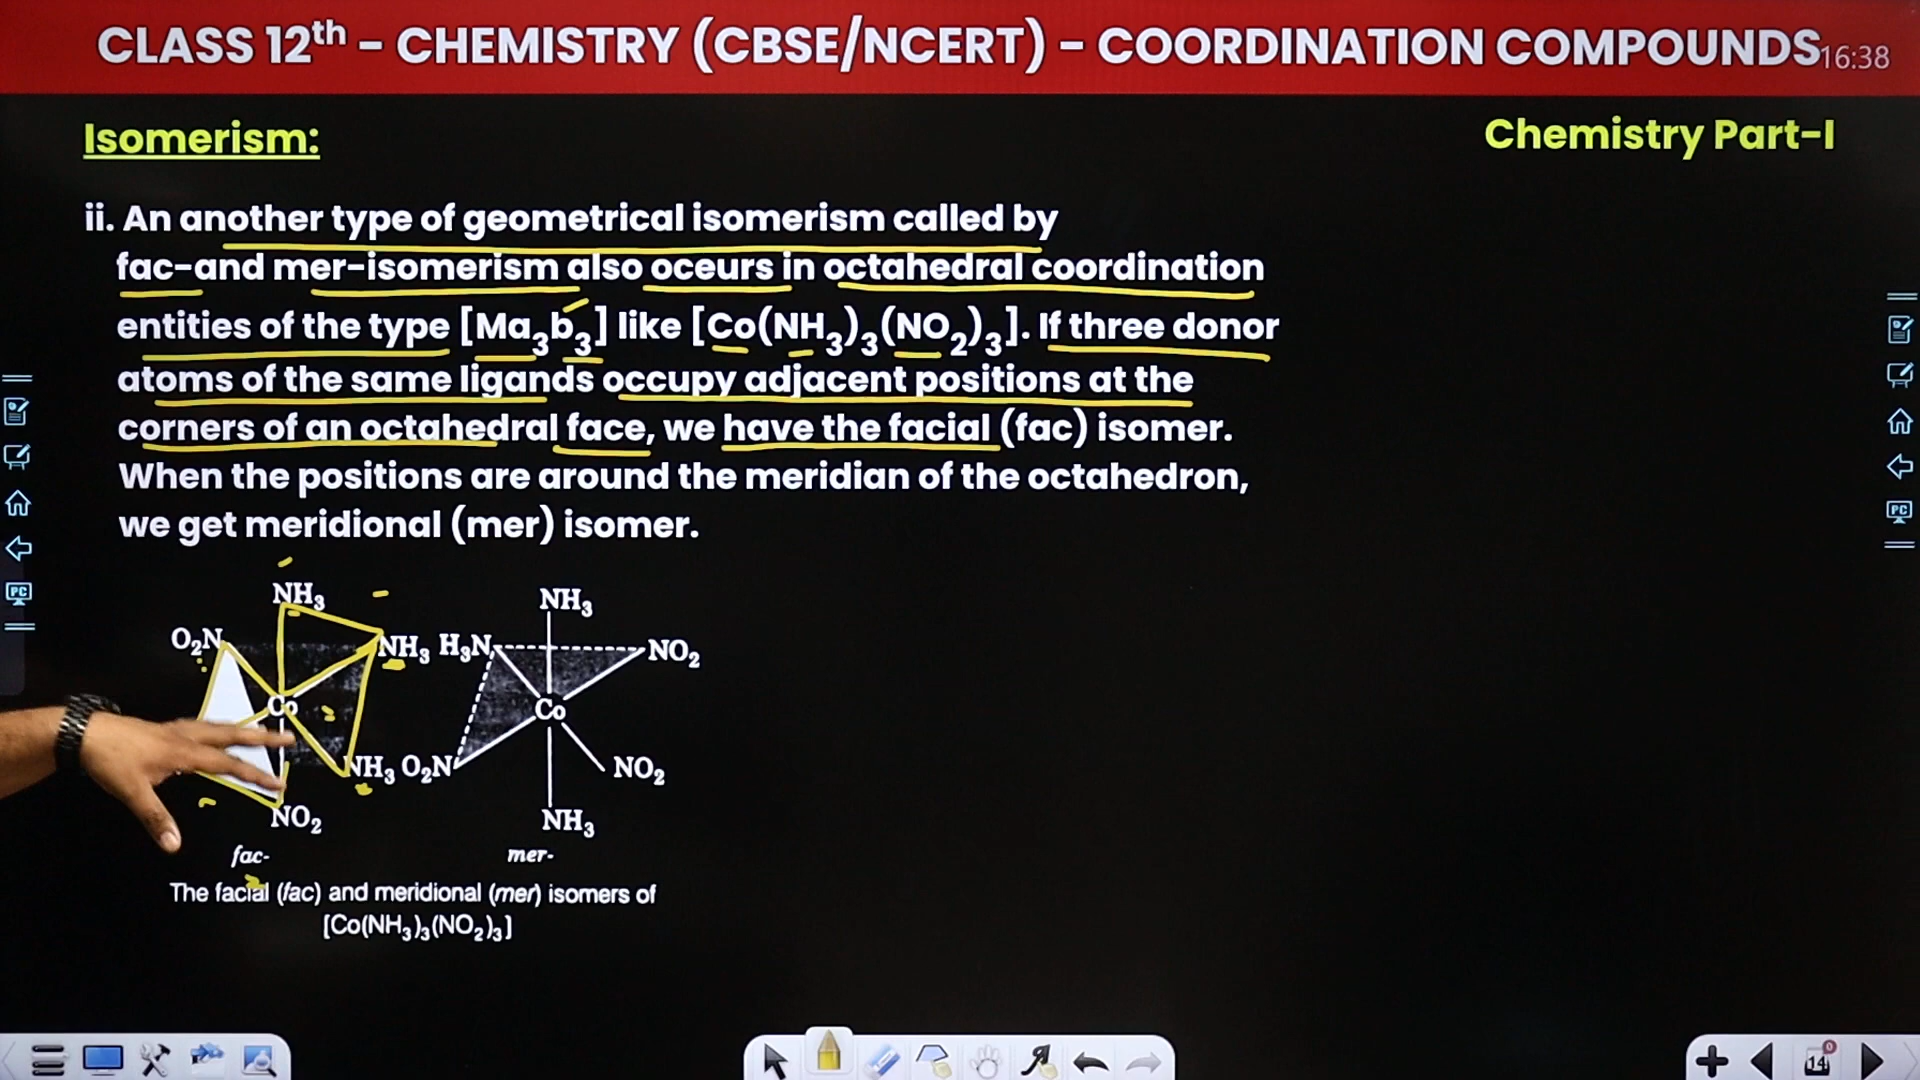 CLASS 12th - CHEMISTRY (CBSE/NCERT) - COORDINATION COMPOUNDS
16:38
Isomerism:
Chemistry Part-I
ii. An another type of geometrical isomerism called by
fac-and mer-isomerism also oceurs in octahedral coordination
entities of the type [Ma3b3] like [Co(NH3)3(NO2)3]. If three donor
atoms of the same ligands occupy adjacent positions at the
corners of an octahedral face, we have the facial (fac) isomer.
When the positions are around the meridian of the octahedron,
we get meridional (mer) isomer.
NH3
O2N
NH3
Co
NH3
NO2
fac-
NH3
H3N
NO2
Co
O2N
NO2
NH3
mer-
The facial (fac) and meridional (mer) isomers of
[Co(NH3)3(NO2)3]
PC
PC
14
0